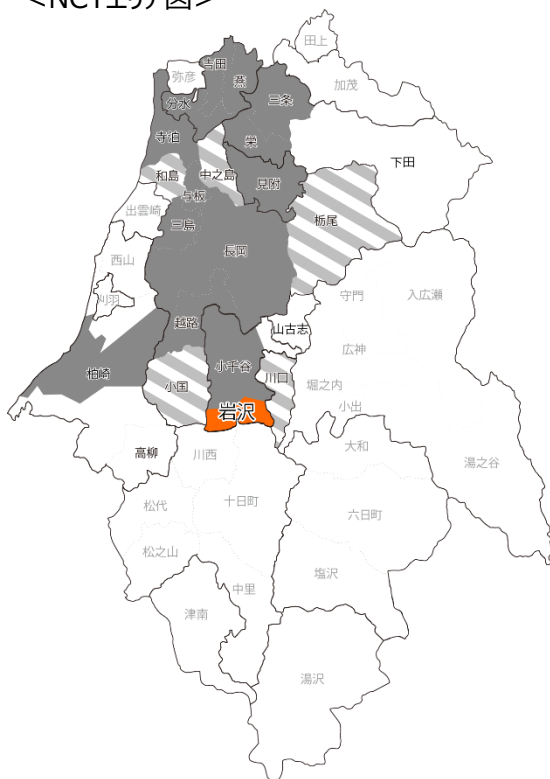 <NCTエリア図>
田上
吉田
弥彦
燕
加茂
分水
三条
寺泊
栄
下田
和島
中之島
見附
与板
出雲崎
三島
栃尾
長岡
西山
守門
入広瀬
刈羽
越路
山古志
広神
柏崎
小千谷
小国
川口
堀之内
岩沢
小出
高柳
川西
大和
湯之谷
松代
十日町
六日町
松之山
中里
塩沢
津南
湯沢